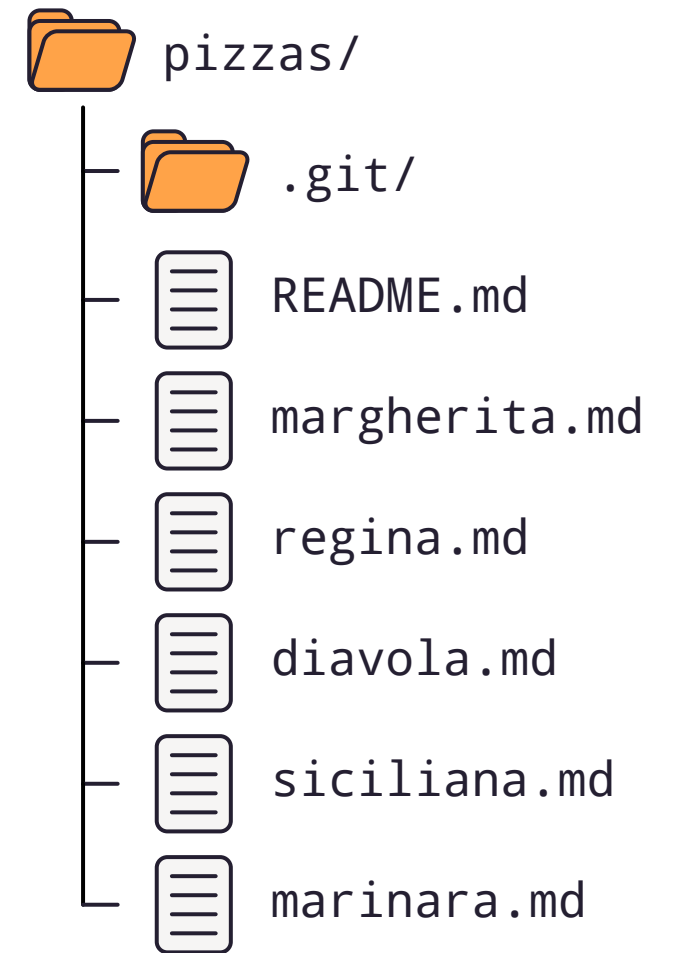 pizzas/
.git/
README.md
margherita.md
regina.md
diavola.md
siciliana.md
marinara.md